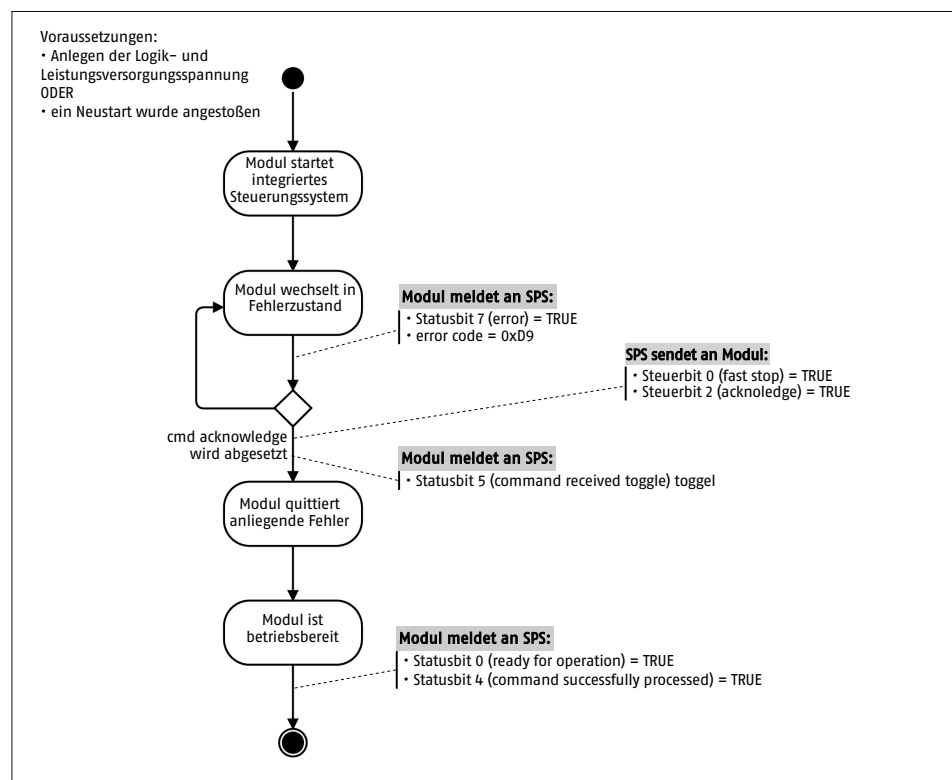 Voraussetzungen:
• Anlegen der Logik- und
Leistungsversorgungsspannung
ODER
• ein Neustart wurde angestoßen
Modul startet
integriertes
Steuerungssystem
Modul wechselt in
Fehlerzustand
Modul meldet an SPS:
• Statusbit 7 (error) = TRUE
• error code = 0xD9
SPS sendet an Modul:
• Steuerbit 0 (fast stop) = TRUE
• Steuerbit 2 (acknoledge) = TRUE
cmd acknowledge
wird abgesetzt
Modul meldet an SPS:
• Statusbit 5 (command received toggle) toggel
Modul quittiert
anliegende Fehler
Modul ist
betriebsbereit
Modul meldet an SPS:
• Statusbit 0 (ready for operation) = TRUE
• Statusbit 4 (command successfully processed) = TRUE